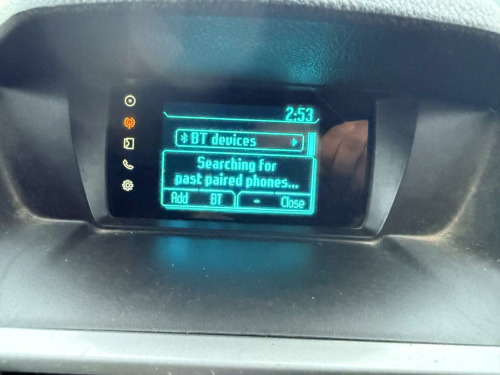 2:53
BT devices
Searching for
past paired phones...
Add BT - Close